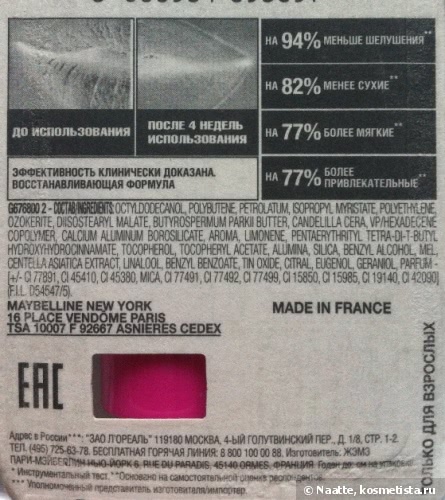 НА 94% МЕНЬШЕ ШЕЛУШЕНИЯ**
НА 82% МЕНЕЕ СУХИЕ**
НА 77% БОЛЕЕ МЯГКИЕ**
НА 77% БОЛЕЕ ПРИВЛЕКАТЕЛЬНЫЕ**
ДО ИСПОЛЬЗОВАНИЯ
ПОСЛЕ 4 НЕДЕЛЬ
ИСПОЛЬЗОВАНИЯ
ЭФФЕКТИВНОСТЬ КЛИНИЧЕСКИ ДОКАЗАНА.
ВОССТАНАВЛИВАЮЩАЯ ФОРМУЛА
G676800 2 - СОСТАВ/INGREDIENTS: OCTYLDODECANOL, POLYBUTENE, PETROLATUM, ISOPROPYL MYRISTATE, POLYETHYLENE,
OZOKERITE, DIISOSTEARYL MALATE, BUTYROSPERMUM PARKII BUTTER, CANDELILLA CERA, VP/HEXADECENE
COPOLYMER, CALCIUM ALUMINUM BOROSILICATE, AROMA, LIMONENE, PENTAERYTHRITYL TETRA-DI-T-BUTYL
HYDROXYHYDROCINNAMATE, TOCOPHEROL, TOCOPHERYL ACETATE, ALUMINA, SILICA, BENZYL ALCOHOL, MEL,
CENTELLA ASIATICA EXTRACT, LINALOOL, BENZYL BENZOATE, TIN OXIDE, CITRAL, EUGENOL, GERANIOL, PARFUM-
[+/- CI 77891, CI 45410, CI 45380, MICA, CI 77491, CI 77492, CI 77499, CI 15850, CI 15985, CI 19140, CI 42090]
(F.I.L. D54547/5).
MAYBELLINE NEW YORK
16 PLACE VENDÔME PARIS
TSA 10007 F 92667 ASNIERES CEDEX
MADE IN FRANCE
EAC
ТОЛЬКО ДЛЯ ВЗРОСЛЫХ
Адрес в России***: "ЗАО Л'ОРЕАЛЬ" 119180 МОСКВА, 4-ЫЙ ГОЛУТВИНСКИЙ ПЕР., Д. 1/8, СТР. 1-2.
ТЕЛ. (495) 725-63-78. БЕСПЛАТНАЯ ГОРЯЧАЯ ЛИНИЯ: 8 800 100 00 88. Изготовитель: ЖЭМЭ
ПАРИ-МЭЙБЕЛЛИН НЬЮ-ЙОРК 6, RUE DU PARADIS, 45140 ORMES, ФРАНЦИЯ. Годен до: см на упаковке
* Инструментальный тест. **Основано на самостоятельной оценке
*** Уполномоченный представитель изготовителя/импортер.
© Naatte, kosmetista.ru